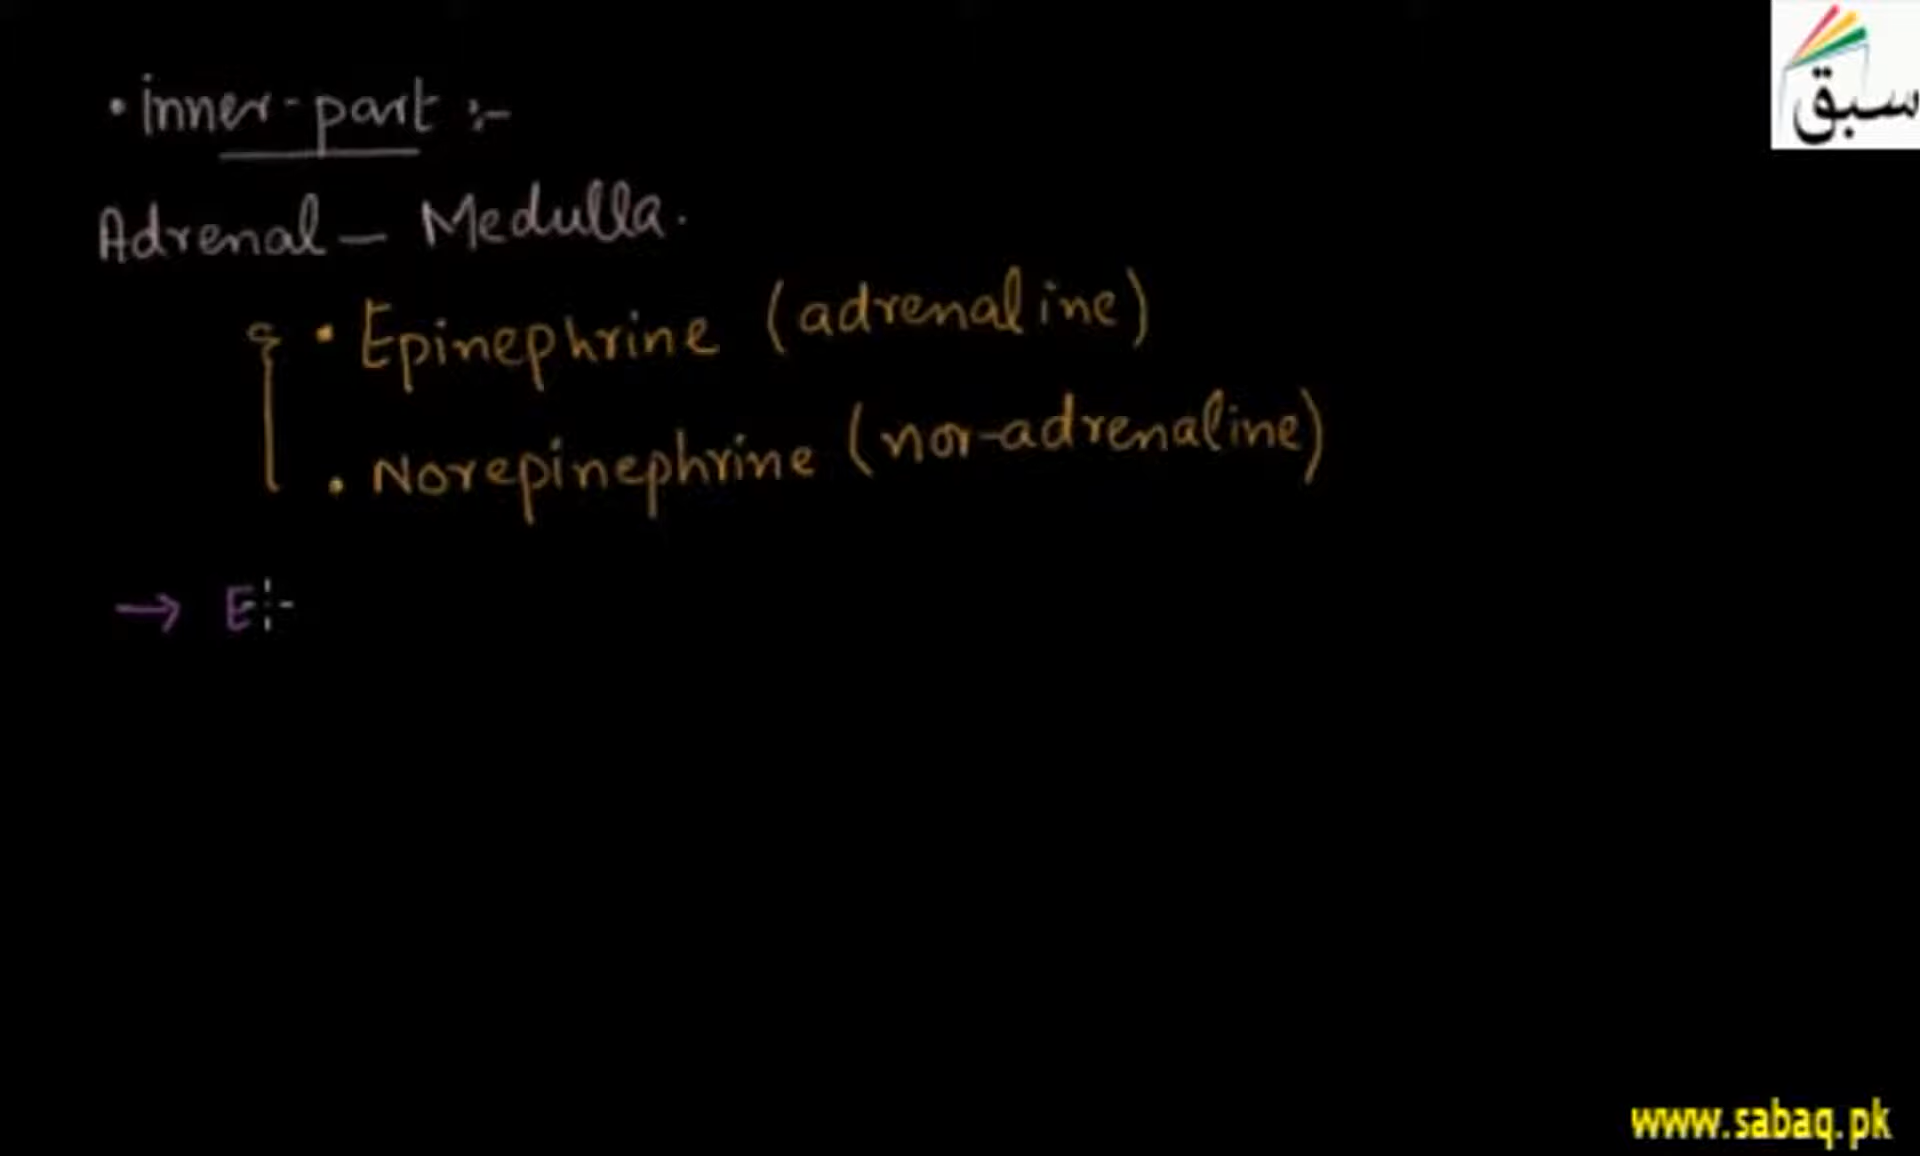 سبق
• inner-part :-
Adrenal – Medulla.
• Epinephrine (adrenaline)
• Norepinephrine (nor-adrenaline)
→ E
www.sabaq.pk